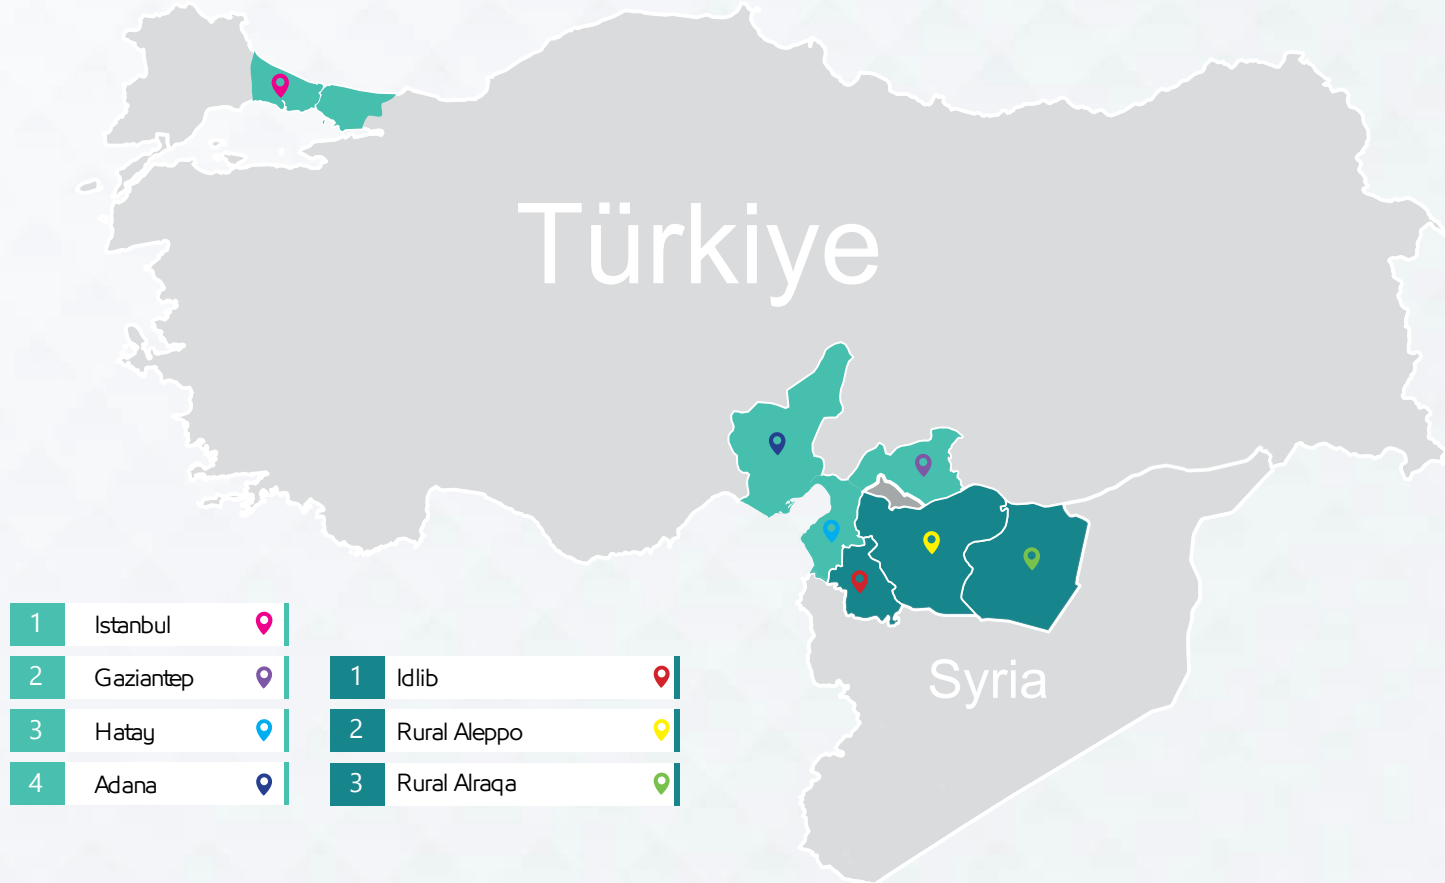 Türkiye
Syria
1 Istanbul
2 Gaziantep
3 Hatay
4 Adana
1 Idlib
2 Rural Aleppo
3 Rural Alraqa